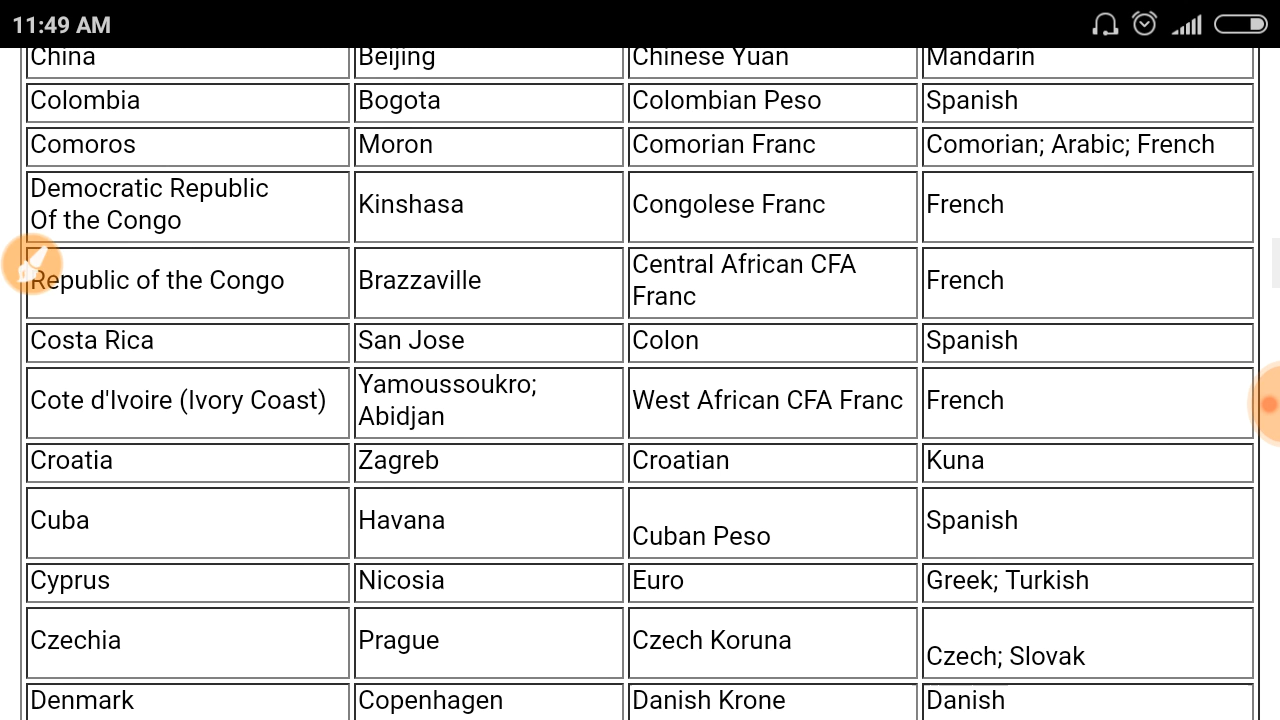 11:49 AM
China Beijing Chinese Yuan Mandarin
Colombia Bogota Colombian Peso Spanish
Comoros Moron Comorian Franc Comorian; Arabic; French
Democratic Republic
Of the Congo Kinshasa Congolese Franc French
Republic of the Congo Brazzaville Central African CFA
Franc French
Costa Rica San Jose Colon Spanish
Cote d'Ivoire (Ivory Coast) Yamoussoukro;
Abidjan West African CFA Franc French
Croatia Zagreb Croatian Kuna
Cuba Havana Cuban Peso Spanish
Cyprus Nicosia Euro Greek; Turkish
Czechia Prague Czech Koruna Czech; Slovak
Denmark Copenhagen Danish Krone Danish